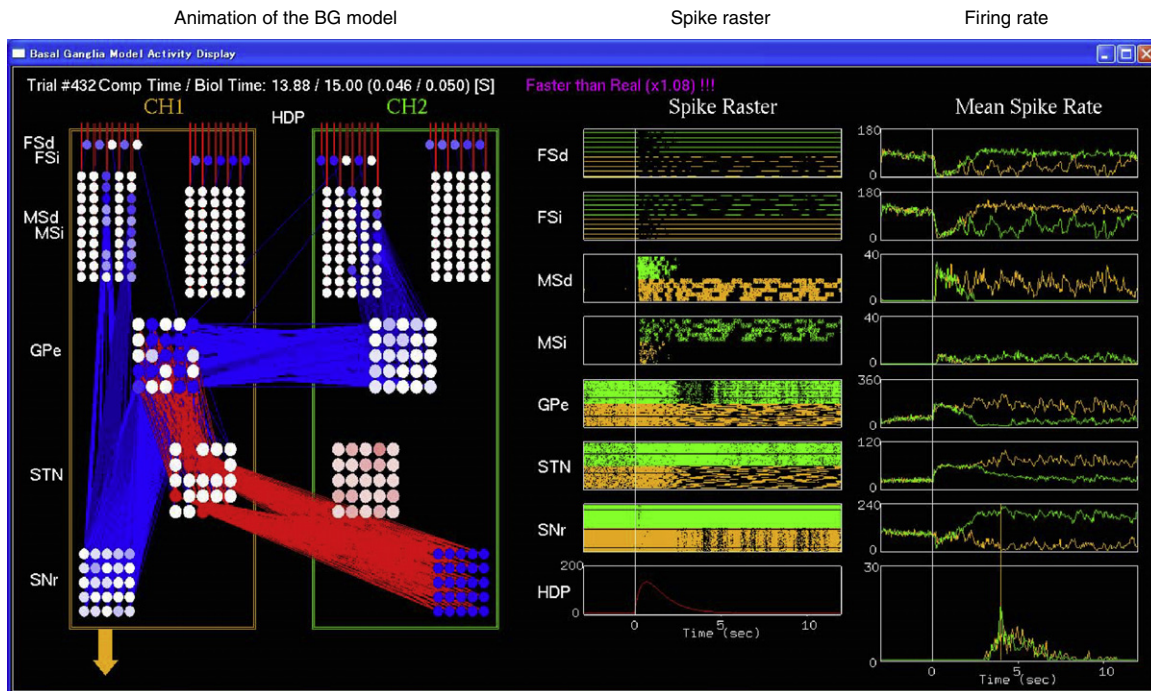 Animation of the BG model
Spike raster
Firing rate
Basal Ganglia Model Activity Display
Trial #432 Comp Time / Biol Time: 13.88 / 15.00 (0.046 / 0.050) [S]
Faster than Real (x1.08) !!!
CH1
HDP
CH2
FSd
FSi
MSd
MSi
GPe
STN
SNr
Spike Raster
FSd
FSi
MSd
MSi
GPe
STN
SNr
200
HDP
0
0 5 10
Time (sec)
Mean Spike Rate
180
0
180
0
40
0
40
0
360
0
120
0
240
0
30
0
0 5 10
Time (sec)